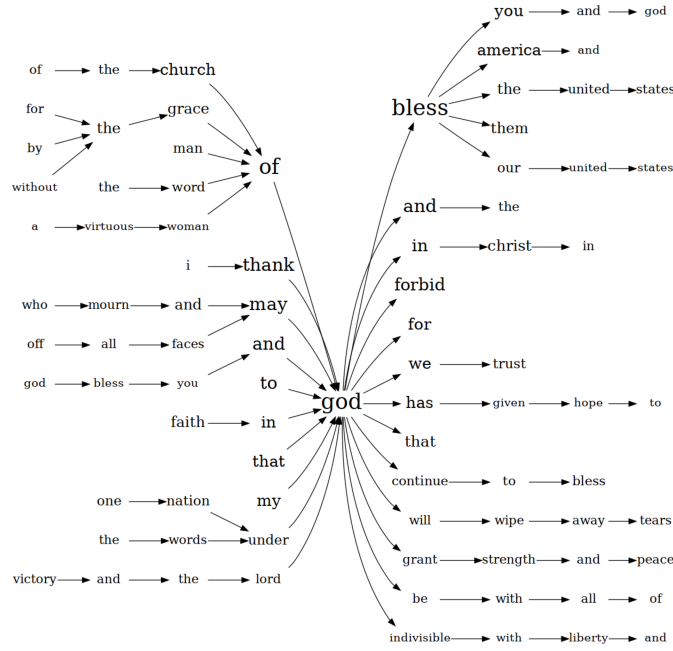 you and god
of the church
america and
for
grace
the united states
bless
the
them
by
man
of
our united states
without
the word
and the
a virtuous woman
in christ in
i thank
forbid
who mourn and may
for
off all faces
and
we trust
god bless you
to
god
has given hope to
faith in
that
that
continue to bless
my
one nation
will wipe away tears
the words under
grant strength and peace
victory and the lord
be with all of
indivisible with liberty and